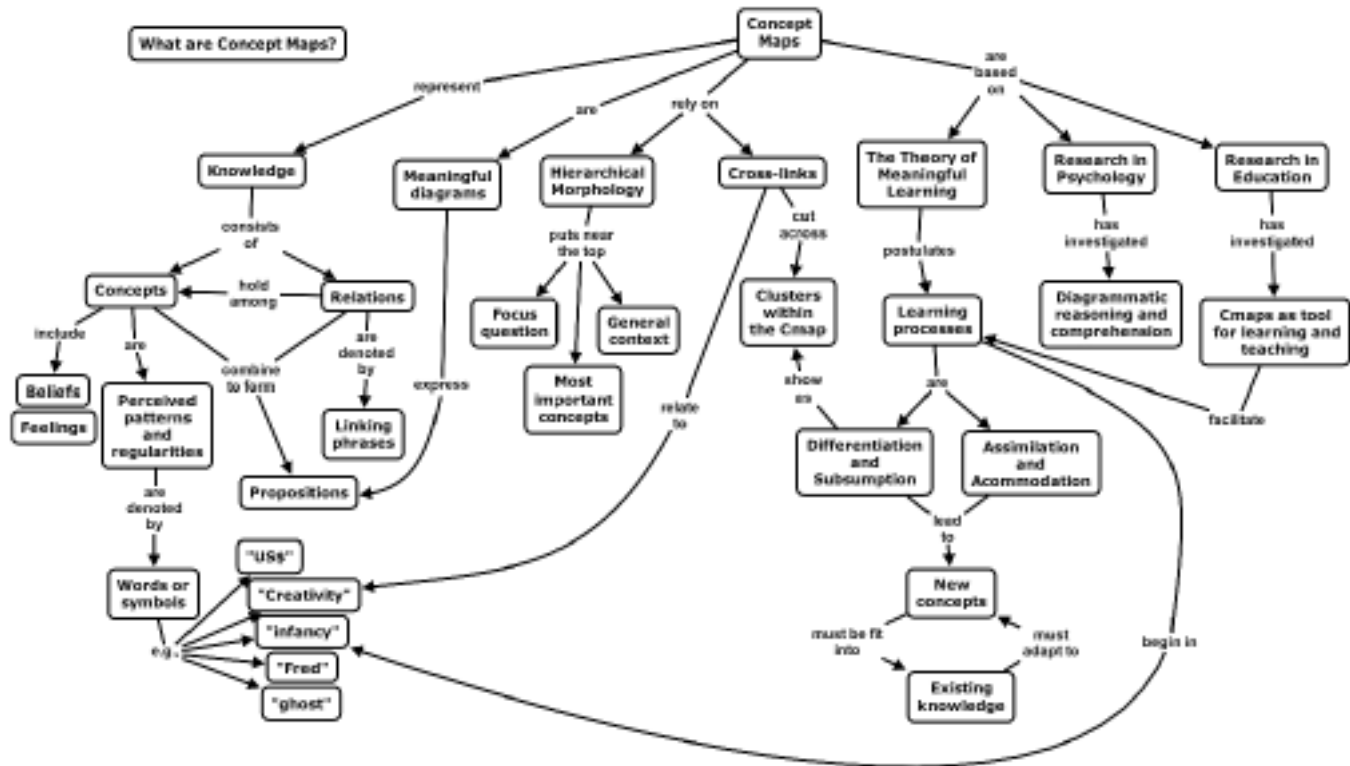 What are Concept Maps?
Concept
Maps
represent
are
rely on
are
based
on
Knowledge
Meaningful
diagrams
Hierarchical
Morphology
Cross-links
The Theory of
Meaningful
Learning
Research in
Psychology
Research in
Education
consists
of
puts near
the top
cut
across
postulates
has
investigated
has
investigated
Concepts
hold
among
Relations
Focus
question
General
context
Clusters
within
the Cmap
Learning
processes
Diagrammatic
reasoning and
comprehension
Cmaps as tool
for learning and
teaching
include
are
combine
to form
are
denoted
by
express
Most
important
concepts
relate
to
show
as
are
facilitate
Beliefs
Feelings
Perceived
patterns
and
regularities
Linking
phrases
Propositions
Differentiation
and
Subsumption
Assimilation
and
Acommodation
are
denoted
by
lead
to
Words or
symbols
e.g.,
"US$"
"Creativity"
"infancy"
"Fred"
"ghost"
New
concepts
must be fit
into
must
adapt to
begin in
Existing
knowledge